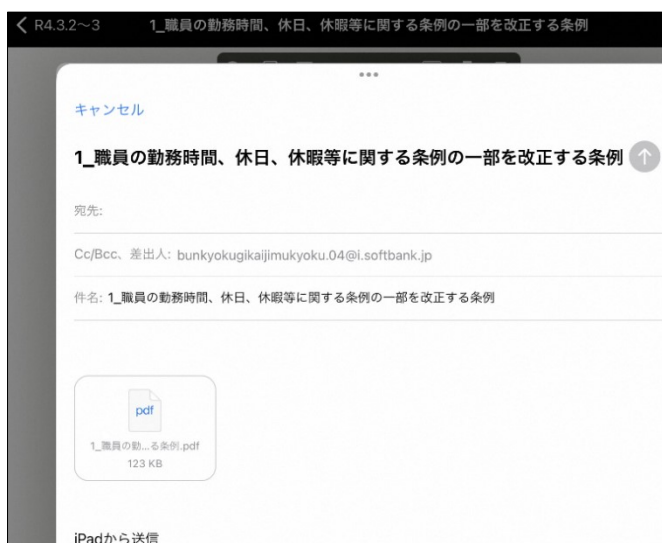 R4.3.2～3 1_職員の勤務時間、休日、休暇等に関する条例の一部を改正する条例
キャンセル
1_職員の勤務時間、休日、休暇等に関する条例の一部を改正する条例
宛先:
Cc/Bcc、差出人: bunkyokugikaijimukyoku.04@i.softbank.jp
件名: 1_職員の勤務時間、休日、休暇等に関する条例の一部を改正する条例
pdf
1_職員の勤...る条例.pdf
123 KB
iPadから送信